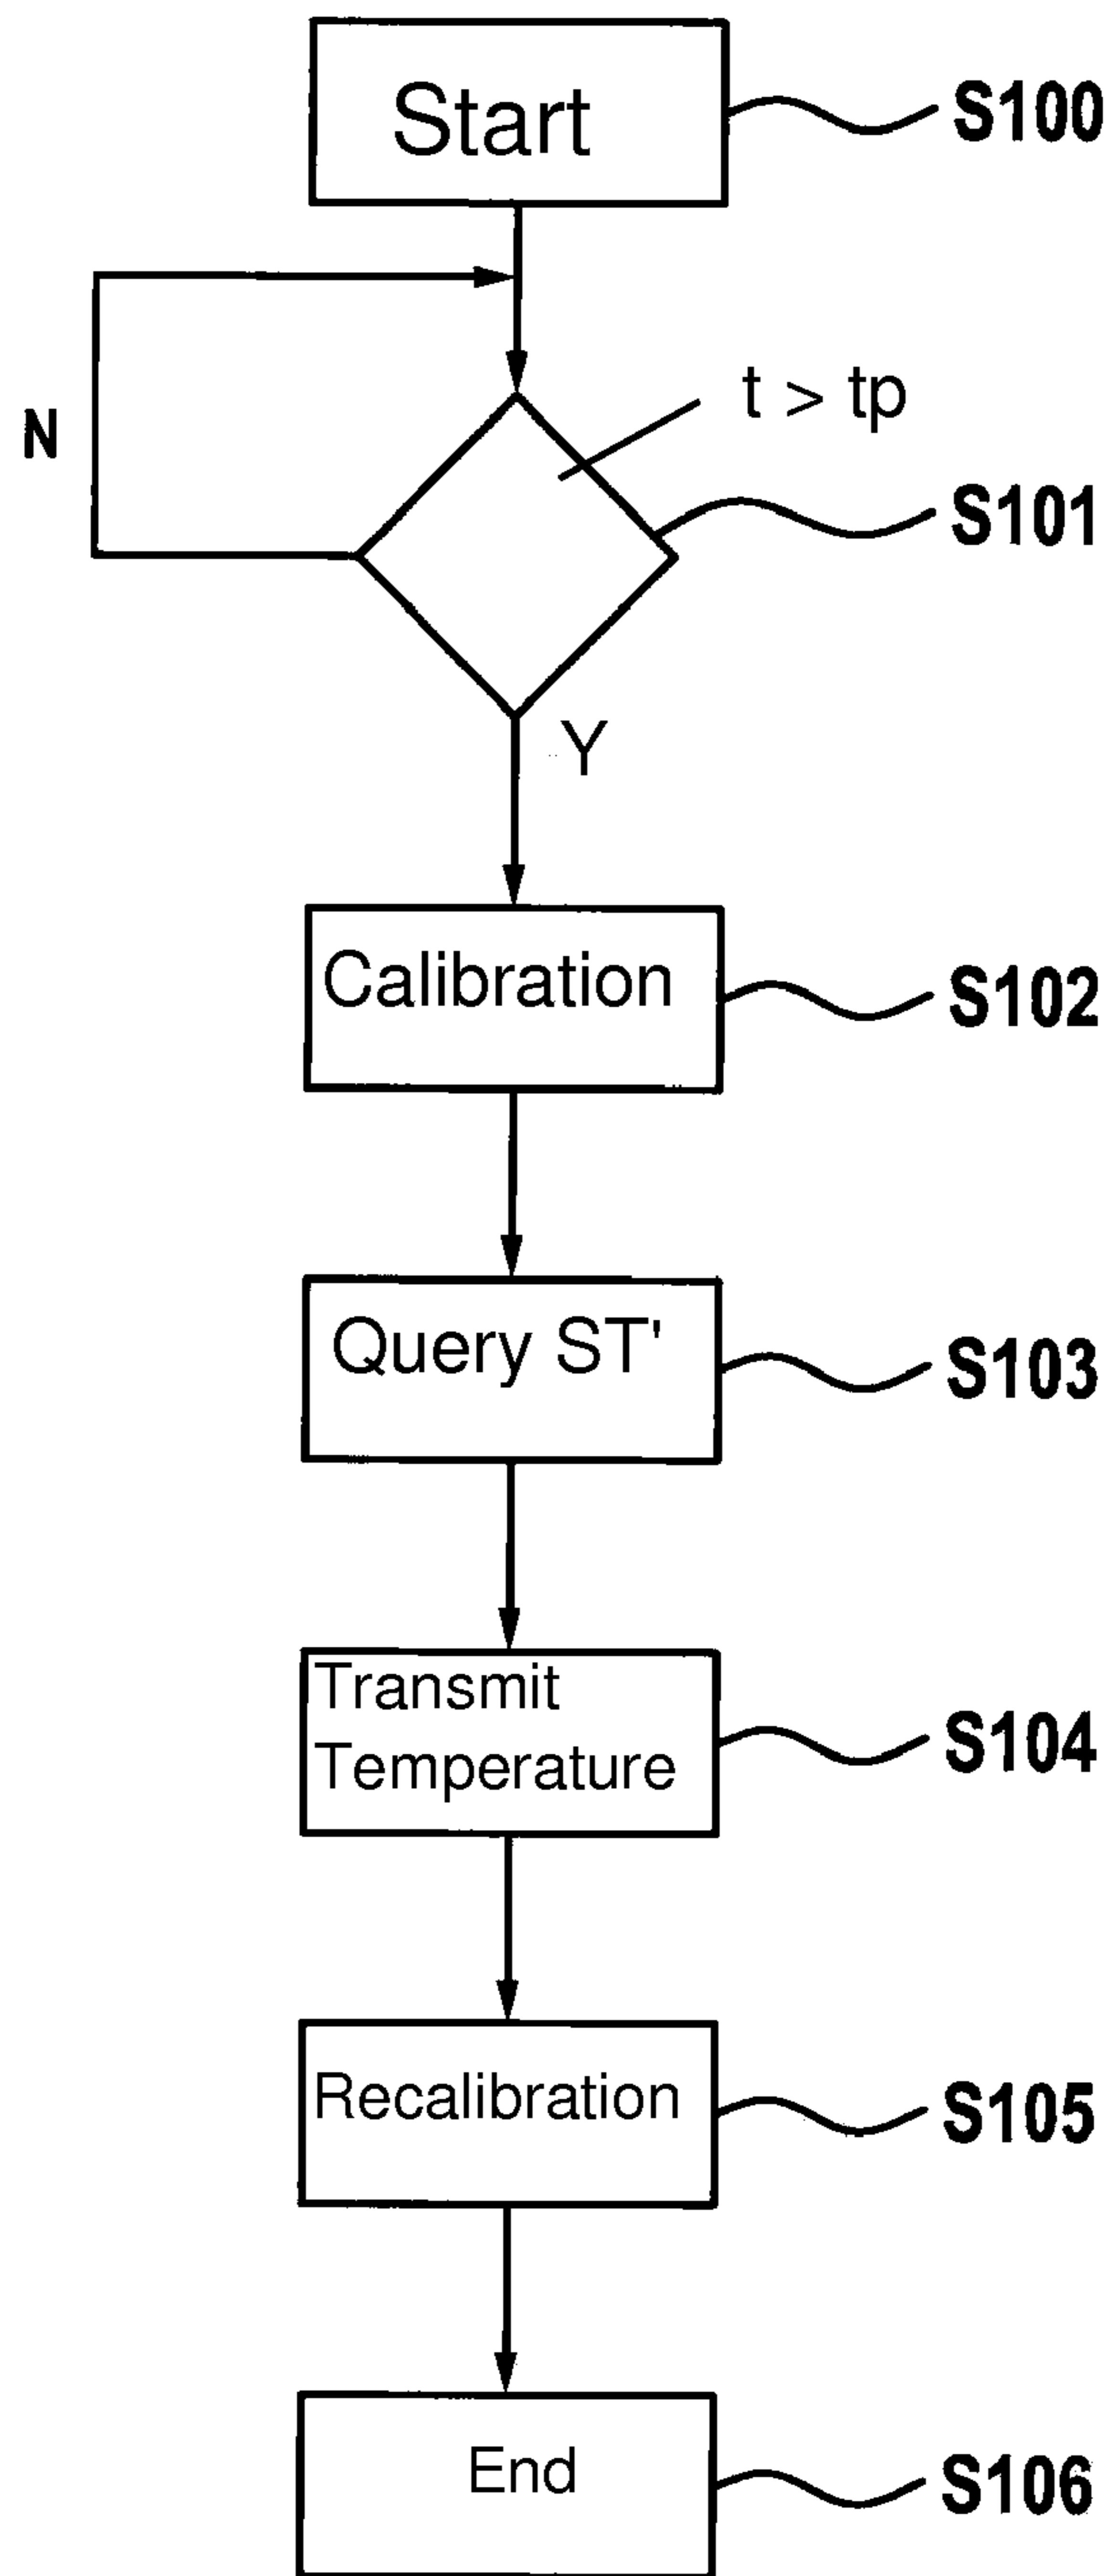 Start
S100
N
t > tp
S101
Y
Calibration
S102
Query ST'
S103
Transmit
Temperature
S104
Recalibration
S105
End
S106